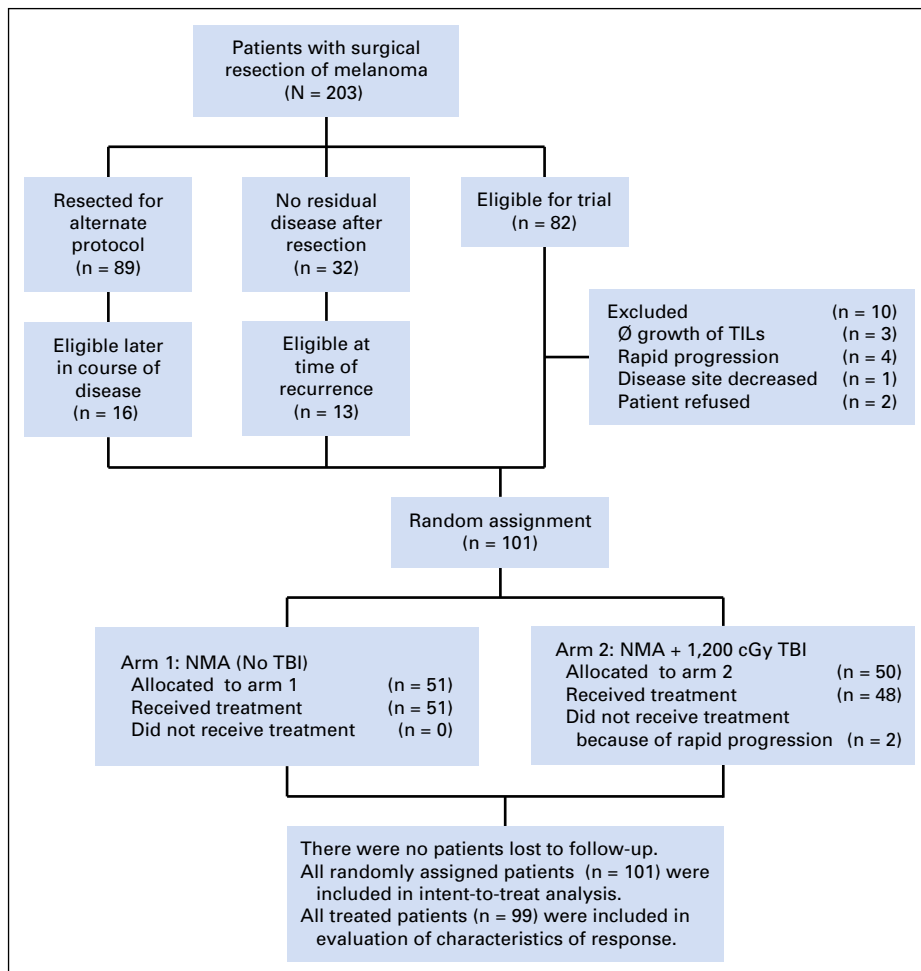 Patients with surgical
resection of melanoma
(N = 203)
Resected for
alternate
protocol
(n = 89)
No residual
disease after
resection
(n = 32)
Eligible for trial
(n = 82)
Eligible later
in course of
disease
(n = 16)
Eligible at
time of
recurrence
(n = 13)
Excluded (n = 10)
Ø growth of TILs (n = 3)
Rapid progression (n = 4)
Disease site decreased (n = 1)
Patient refused (n = 2)
Random assignment
(n = 101)
Arm 1: NMA (No TBI)
Allocated to arm 1 (n = 51)
Received treatment (n = 51)
Did not receive treatment (n = 0)
Arm 2: NMA + 1,200 cGy TBI
Allocated to arm 2 (n = 50)
Received treatment (n = 48)
Did not receive treatment
because of rapid progression (n = 2)
There were no patients lost to follow-up.
All randomly assigned patients (n = 101) were
included in intent-to-treat analysis.
All treated patients (n = 99) were included in
evaluation of characteristics of response.